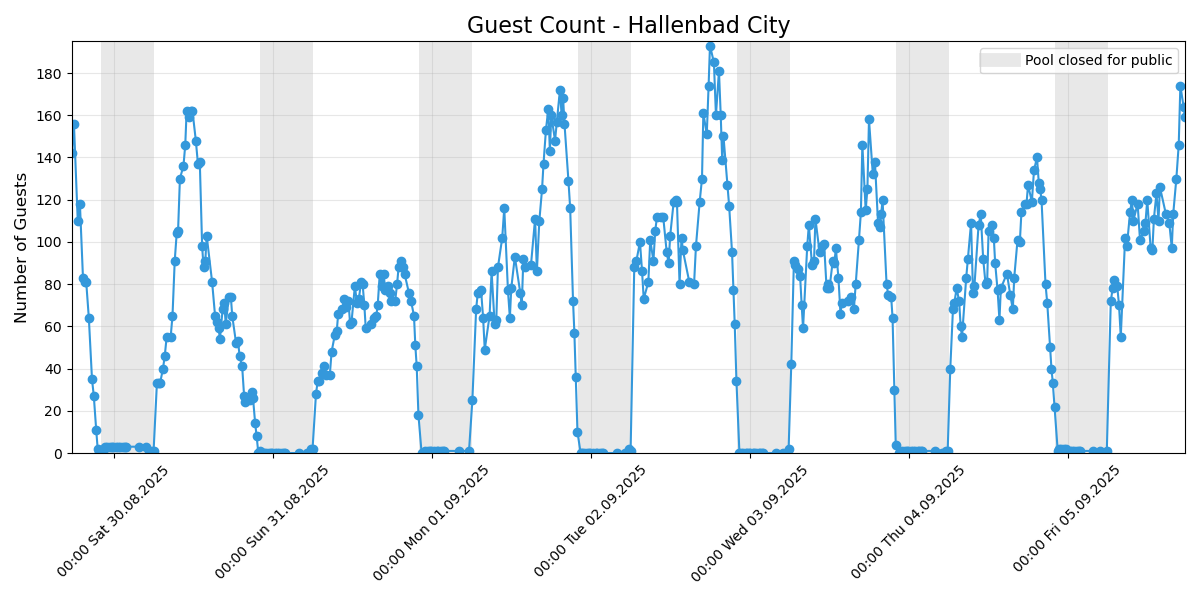 Guest Count - Hallenbad City
Pool closed for public
Number of Guests
180
160
140
120
100
80
60
40
20
0
00:00 Sat 30.08.2025
00:00 Sun 31.08.2025
00:00 Mon 01.09.2025
00:00 Tue 02.09.2025
00:00 Wed 03.09.2025
00:00 Thu 04.09.2025
00:00 Fri 05.09.2025